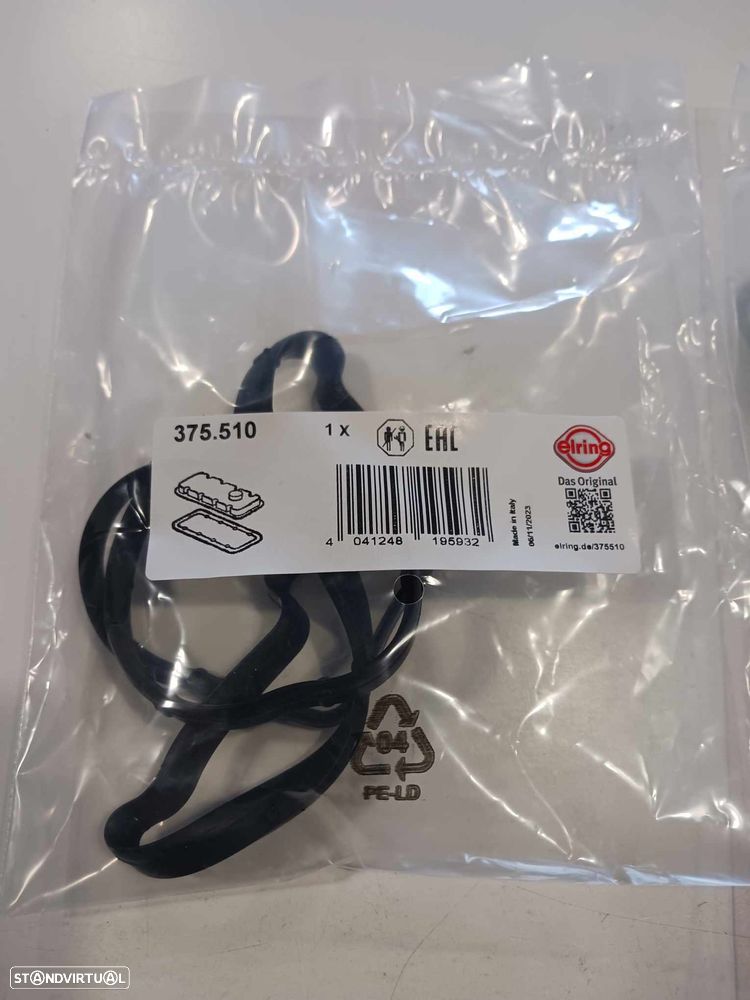 375.510
1 x
EAC
elring
Das Original
4 041248 195932
Made in Italy
06/11/2023
elring.de/375510
04
PE-LD
STANDVIRTUAL